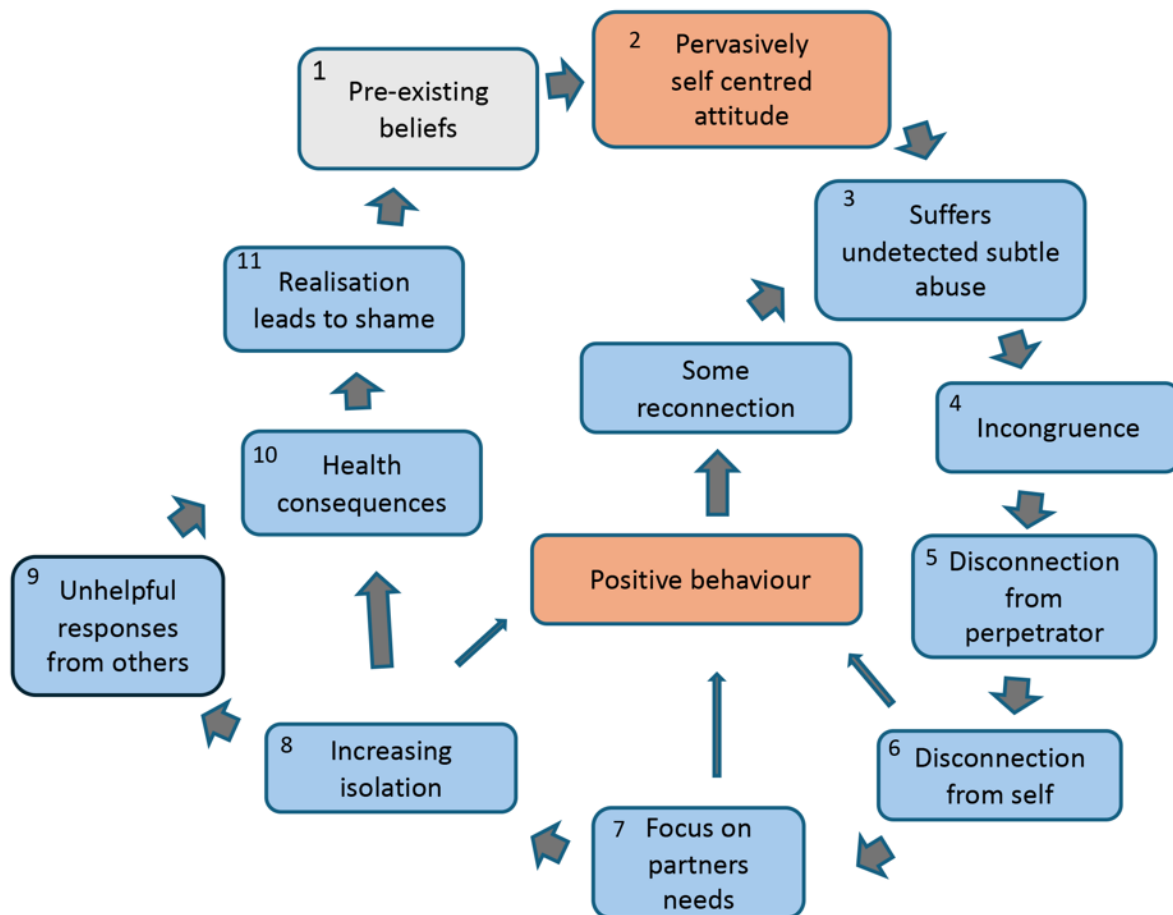 1
Pre-existing
beliefs
2
Pervasively
self centred
attitude
3
Suffers
undetected subtle
abuse
4
Incongruence
5
Disconnection
from
perpetrator
6
Disconnection
from self
7
Focus on
partners
needs
8
Increasing
isolation
9
Unhelpful
responses
from others
10
Health
consequences
11
Realisation
leads to shame
Positive behaviour
Some
reconnection